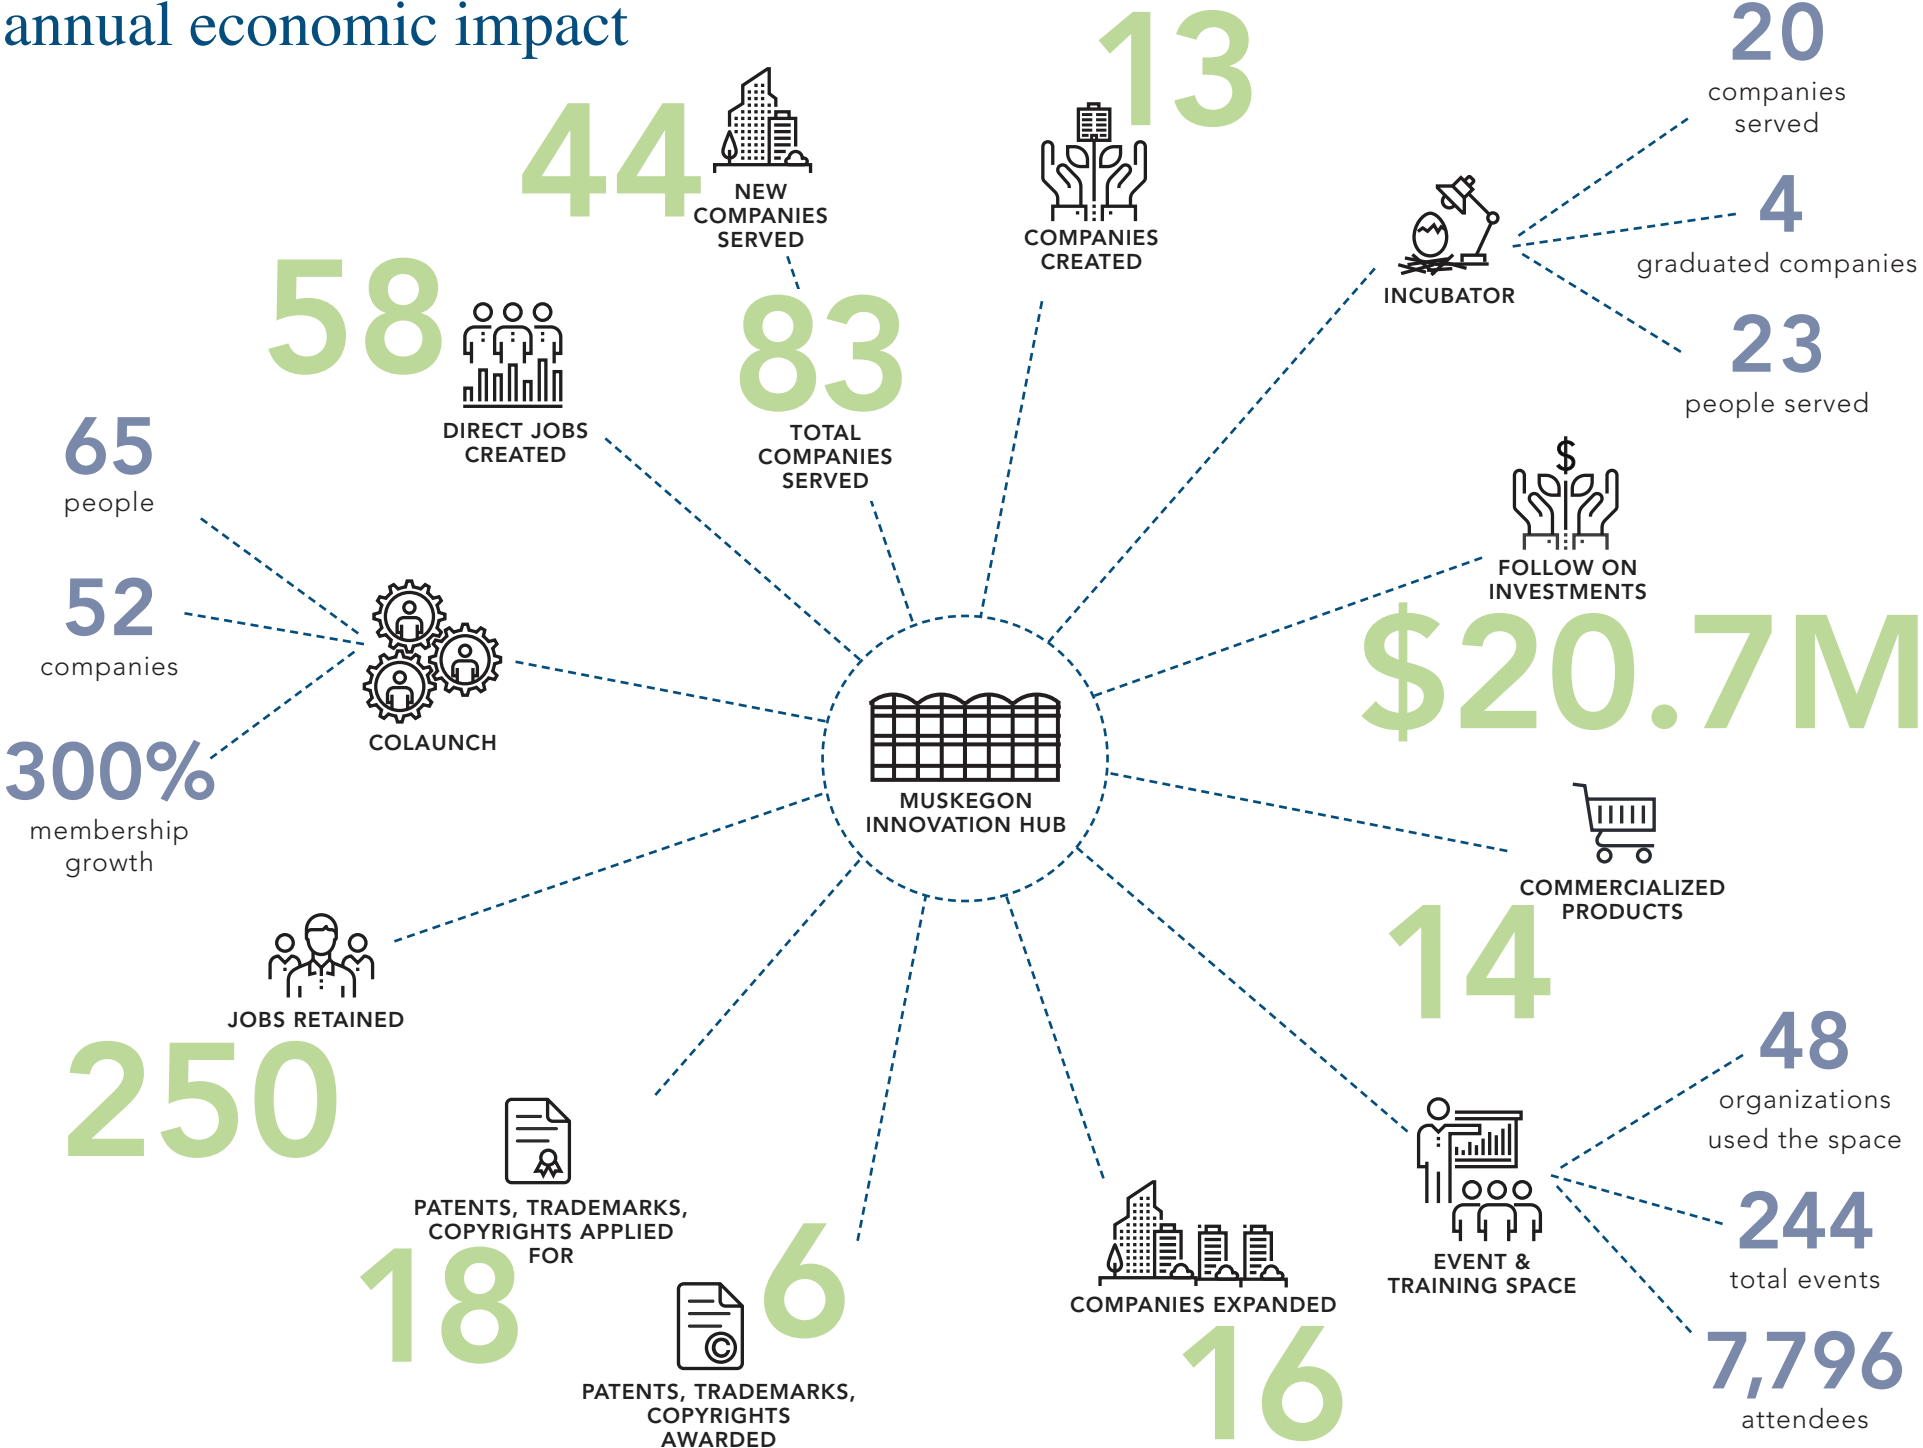 annual economic impact
44
NEW
COMPANIES
SERVED
83
TOTAL
COMPANIES
SERVED
13
COMPANIES
CREATED
INCUBATOR
20
companies
served
4
graduated companies
23
people served
58
DIRECT JOBS
CREATED
FOLLOW ON
INVESTMENTS
$20.7M
65
people
52
companies
300%
membership
growth
COLAUNCH
MUSKEGON
INNOVATION HUB
COMMERCIALIZED
PRODUCTS
14
JOBS RETAINED
250
PATENTS, TRADEMARKS,
COPYRIGHTS APPLIED
FOR
18
6
PATENTS, TRADEMARKS,
COPYRIGHTS
AWARDED
COMPANIES EXPANDED
16
EVENT &
TRAINING SPACE
48
organizations
used the space
244
total events
7,796
attendees
$
C